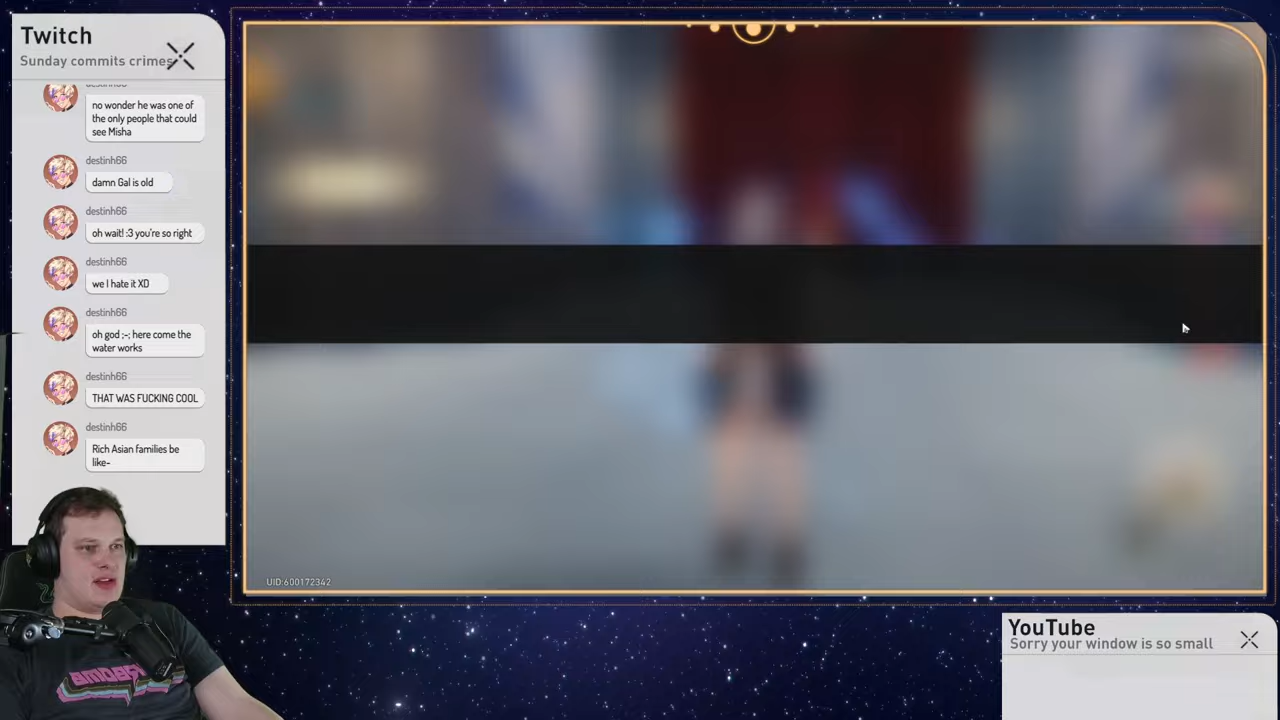 Twitch
Sunday commits crimes
no wonder he was one of
the only people that could
see Misha
destinh66
damn Gal is old
destinh66
oh wait! :3 you're so right
destinh66
we I hate it XD
destinh66
oh god ;-; here come the
water works
destinh66
THAT WAS FUCKING COOL
destinh66
Rich Asian families be
like-
UID:600172342
YouTube
Sorry your window is so small